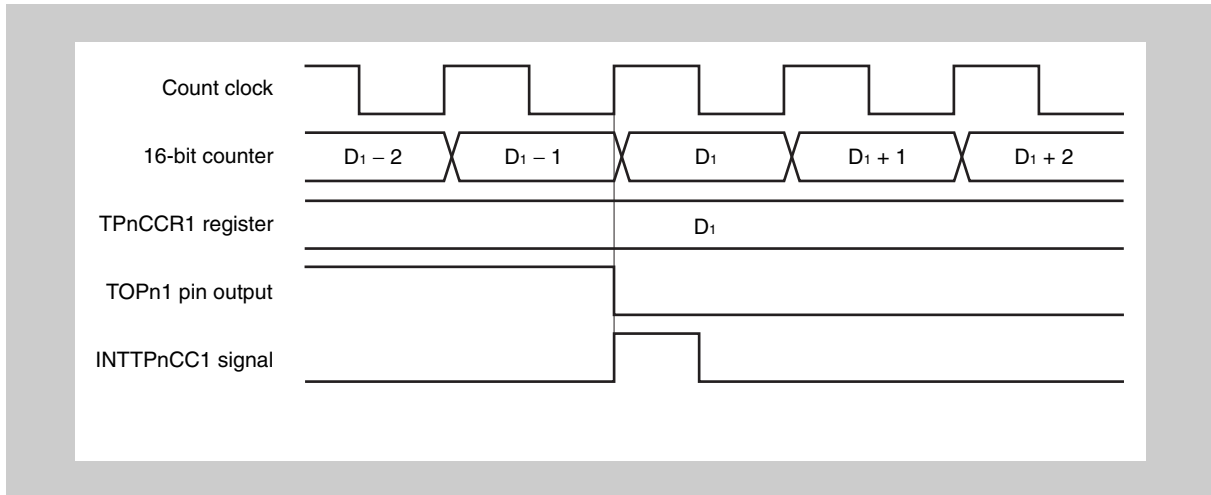 Count clock
16-bit counter D₁ – 2 D₁ – 1 D₁ D₁ + 1 D₁ + 2
TPnCCR1 register D₁
TOPn1 pin output
INTTPnCC1 signal